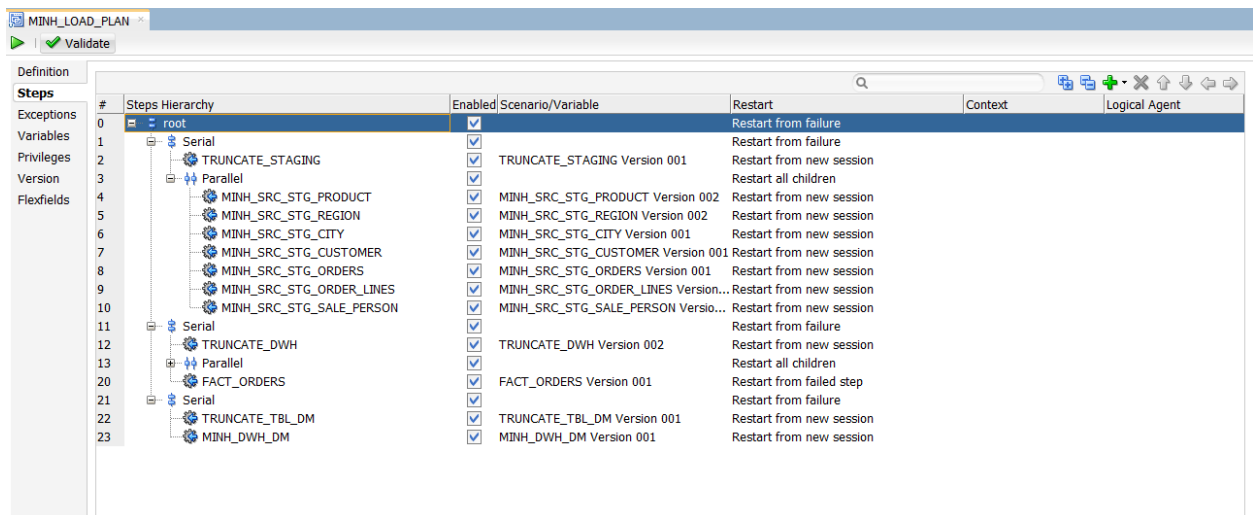 MINH_LOAD_PLAN
Validate
Definition
Steps
Exceptions
Variables
Privileges
Version
Flexfields
# Steps Hierarchy Enabled Scenario/Variable Restart Context Logical Agent
0 root Restart from failure
1 Serial Restart from failure
2 TRUNCATE_STAGING TRUNCATE_STAGING Version 001 Restart from new session
3 Parallel Restart all children
4 MINH_SRC_STG_PRODUCT MINH_SRC_STG_PRODUCT Version 002 Restart from new session
5 MINH_SRC_STG_REGION MINH_SRC_STG_REGION Version 002 Restart from new session
6 MINH_SRC_STG_CITY MINH_SRC_STG_CITY Version 001 Restart from new session
7 MINH_SRC_STG_CUSTOMER MINH_SRC_STG_CUSTOMER Version 001 Restart from new session
8 MINH_SRC_STG_ORDERS MINH_SRC_STG_ORDERS Version 001 Restart from new session
9 MINH_SRC_STG_ORDER_LINES MINH_SRC_STG_ORDER_LINES Version... Restart from new session
10 MINH_SRC_STG_SALE_PERSON MINH_SRC_STG_SALE_PERSON Versio... Restart from new session
11 Serial Restart from failure
12 TRUNCATE_DWH TRUNCATE_DWH Version 002 Restart from new session
13 Parallel Restart all children
20 FACT_ORDERS FACT_ORDERS Version 001 Restart from failed step
21 Serial Restart from failure
22 TRUNCATE_TBL_DM TRUNCATE_TBL_DM Version 001 Restart from new session
23 MINH_DWH_DM MINH_DWH_DM Version 001 Restart from new session